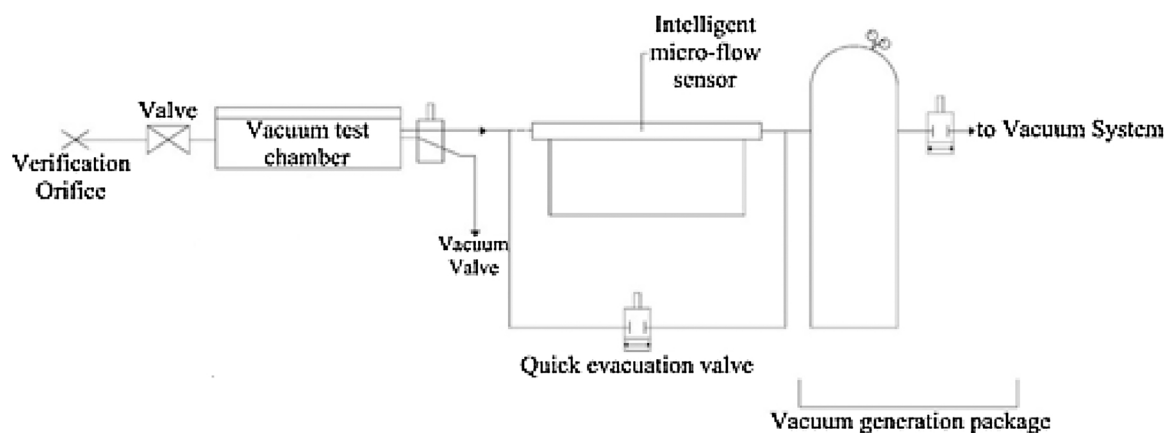 Intelligent
micro-flow
sensor
Valve
Vacuum test
chamber
to Vacuum System
Verification
Orifice
Vacuum
Valve
Quick evacuation valve
Vacuum generation package